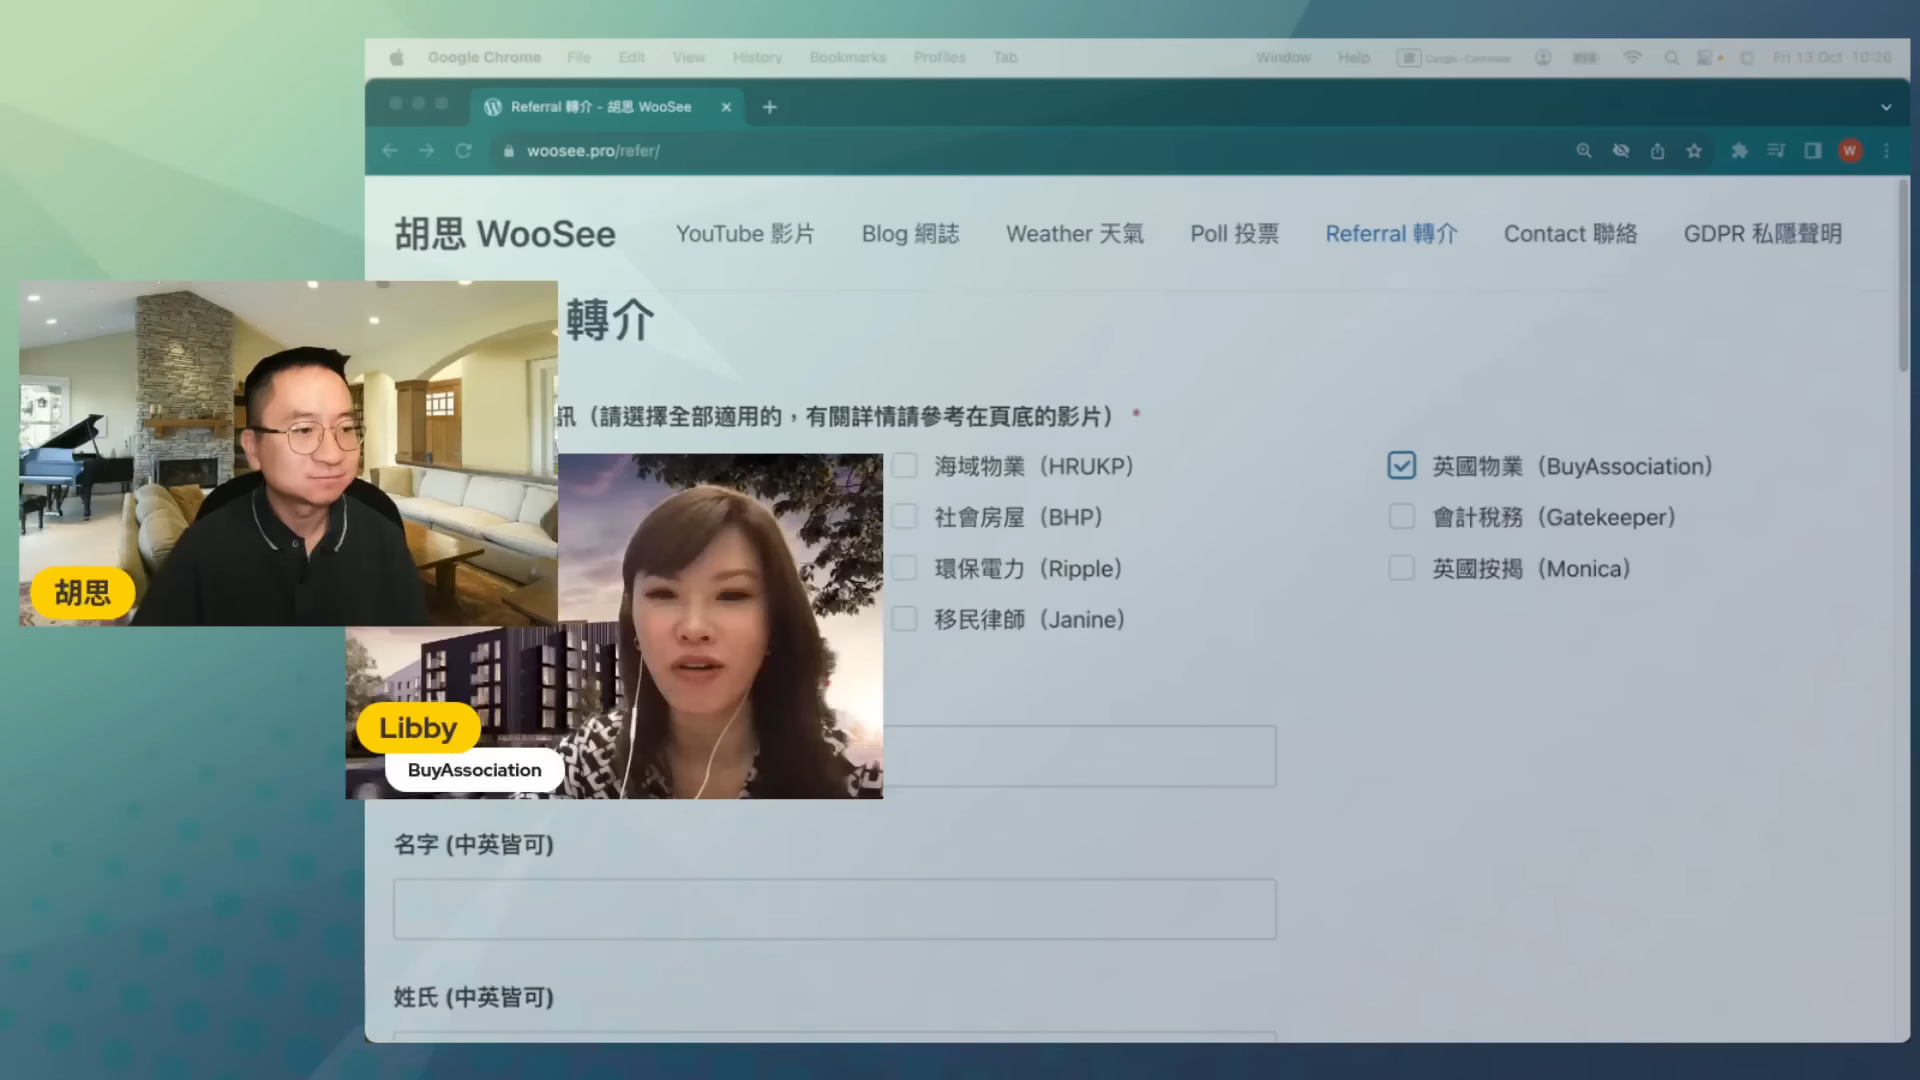 Google Chrome File Edit View History Bookmarks Profiles Tab Window Help Fri 13 Oct 10:26
Referral 轉介 - 胡思 WooSee
woosee.pro/refer/
W
胡思 WooSee YouTube 影片 Blog 網誌 Weather 天氣 Poll 投票 Referral 轉介 Contact 聯絡 GDPR 私隱聲明
轉介
訊（請選擇全部適用的，有關詳情請參考在頁底的影片） *
海域物業（HRUKP） 英國物業（BuyAssociation）
社會房屋（BHP） 會計稅務（Gatekeeper）
環保電力（Ripple） 英國按揭（Monica）
移民律師（Janine）
胡思
Libby
BuyAssociation
名字 (中英皆可)
姓氏 (中英皆可)